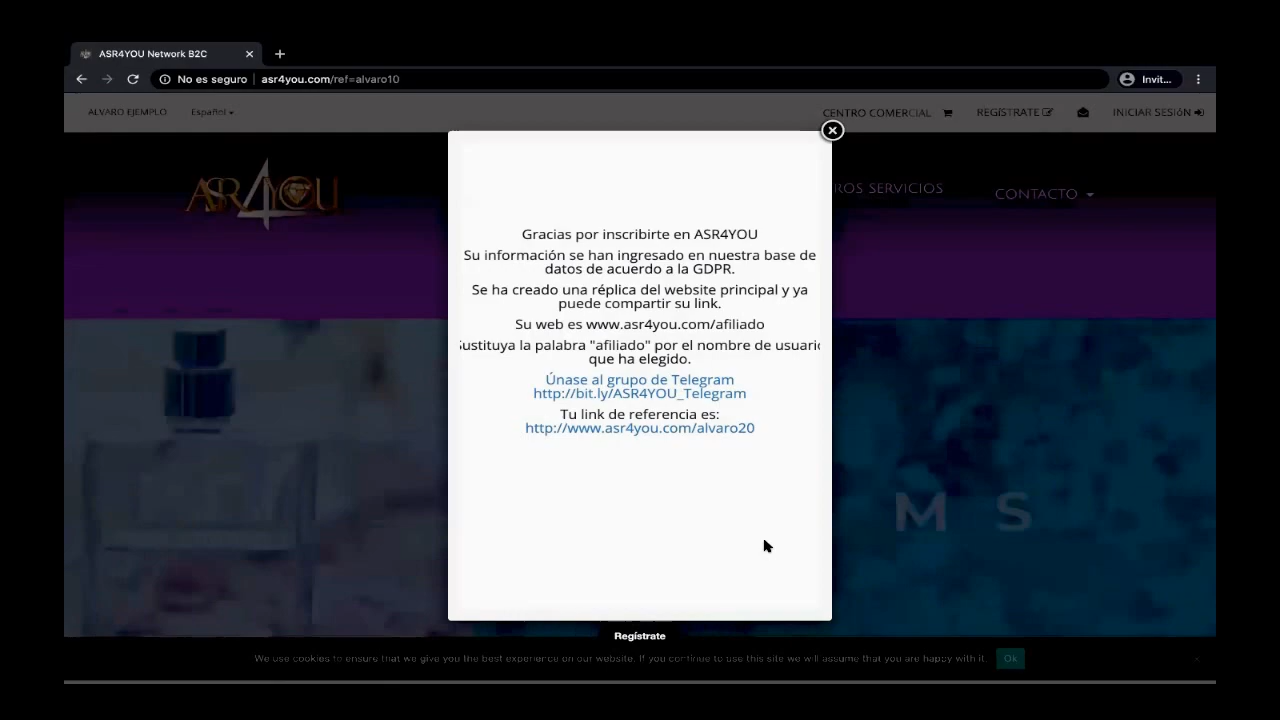 ASR4YOU Network B2C
No es seguro | asr4you.com/ref=alvaro10
Invit...
ALVARO EJEMPLO Español
CENTRO COMERCIAL REGÍSTRATE INICIAR SESIÓN
ASR4YOU
ROS SERVICIOS CONTACTO
Gracias por inscribirte en ASR4YOU
Su información se han ingresado en nuestra base de
datos de acuerdo a la GDPR.
Se ha creado una réplica del website principal y ya
puede compartir su link.
Su web es www.asr4you.com/afiliado
Sustituya la palabra "afiliado" por el nombre de usuario
que ha elegido.
Únase al grupo de Telegram
http://bit.ly/ASR4YOU_Telegram
Tu link de referencia es:
http://www.asr4you.com/alvaro20
M S
Regístrate
We use cookies to ensure that we give you the best experience on our website. If you continue to use this site we will assume that you are happy with it. Ok